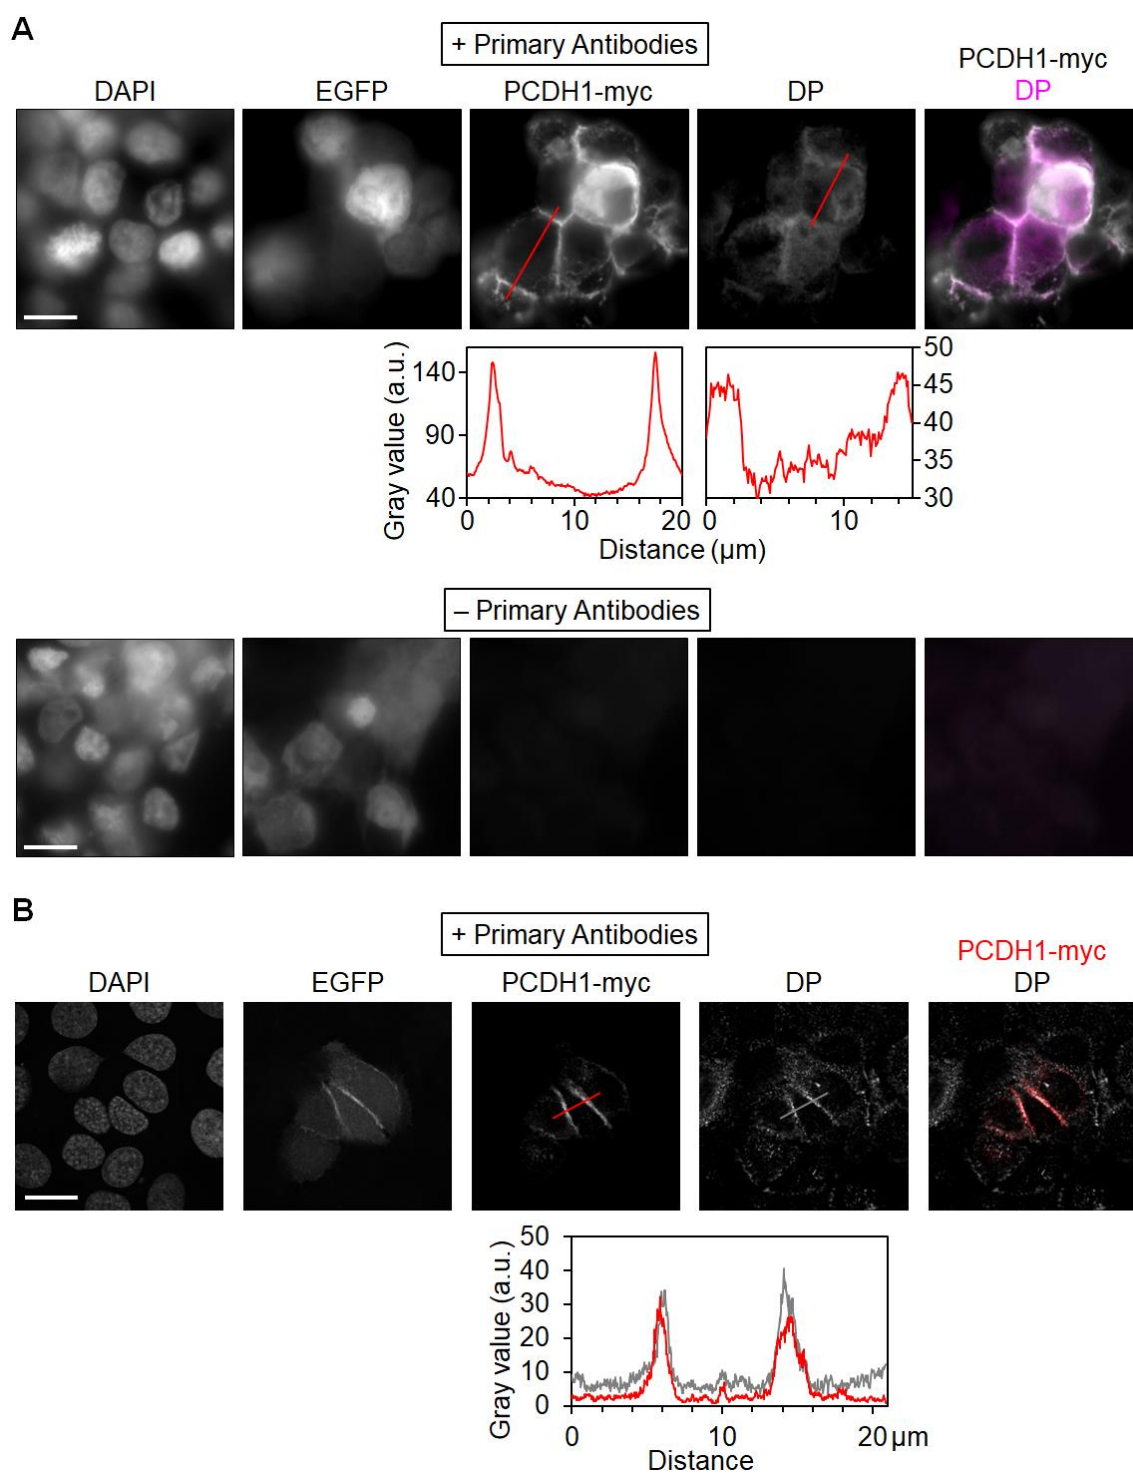 A
+ Primary Antibodies
DAPI
EGFP
PCDH1-myc
DP
PCDH1-myc
DP
Gray value (a.u.)
140
90
40
0
10
20
50
45
40
35
30
0
10
Distance (μm)
– Primary Antibodies
B
+ Primary Antibodies
DAPI
EGFP
PCDH1-myc
DP
PCDH1-myc
DP
Gray value (a.u.)
50
40
30
20
10
0
0
10
20 μm
Distance